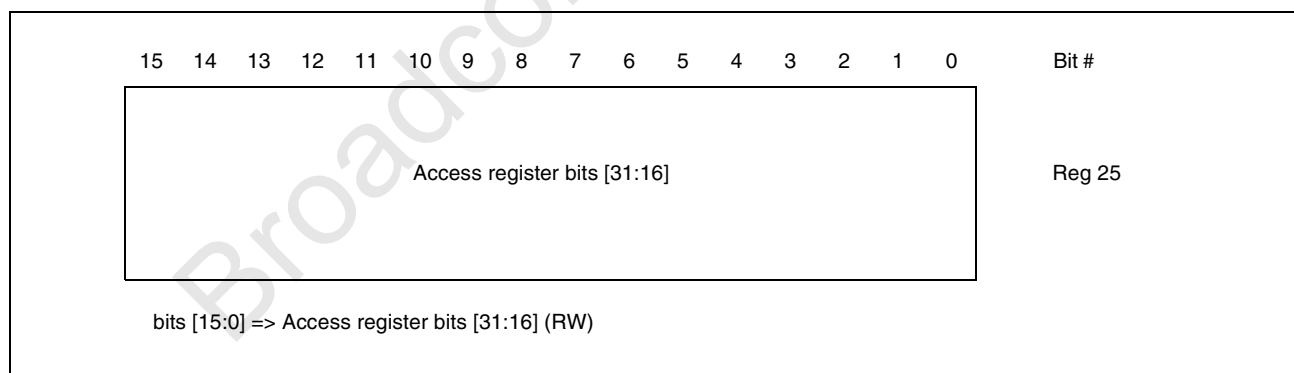 15 14 13 12 11 10 9 8 7 6 5 4 3 2 1 0 Bit #
Access register bits [31:16] Reg 25
bits [15:0] => Access register bits [31:16] (RW)